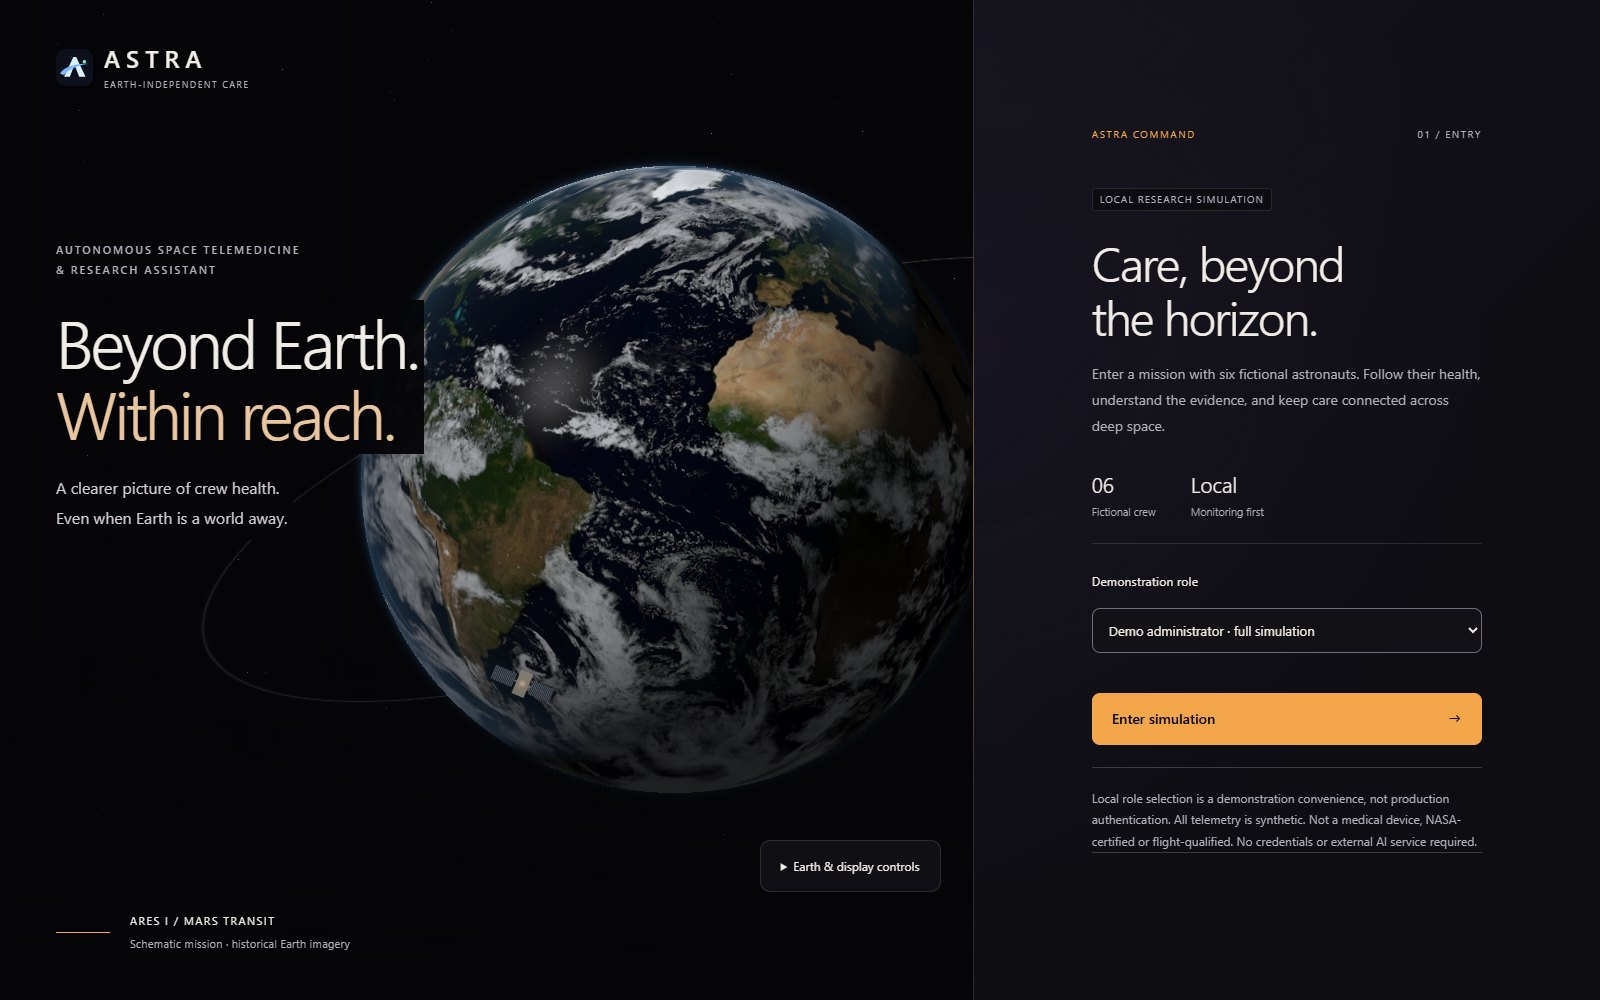 ASTRA
EARTH-INDEPENDENT CARE
AUTONOMOUS SPACE TELEMEDICINE
& RESEARCH ASSISTANT
Beyond Earth.
Within reach.
A clearer picture of crew health.
Even when Earth is a world away.
▶ Earth & display controls
ARES I / MARS TRANSIT
Schematic mission · historical Earth imagery
ASTRA COMMAND
01 / ENTRY
LOCAL RESEARCH SIMULATION
Care, beyond
the horizon.
Enter a mission with six fictional astronauts. Follow their health,
understand the evidence, and keep care connected across
deep space.
06
Fictional crew
Local
Monitoring first
Demonstration role
Demo administrator · full simulation
Enter simulation →
Local role selection is a demonstration convenience, not production
authentication. All telemetry is synthetic. Not a medical device, NASA-
certified or flight-qualified. No credentials or external AI service required.